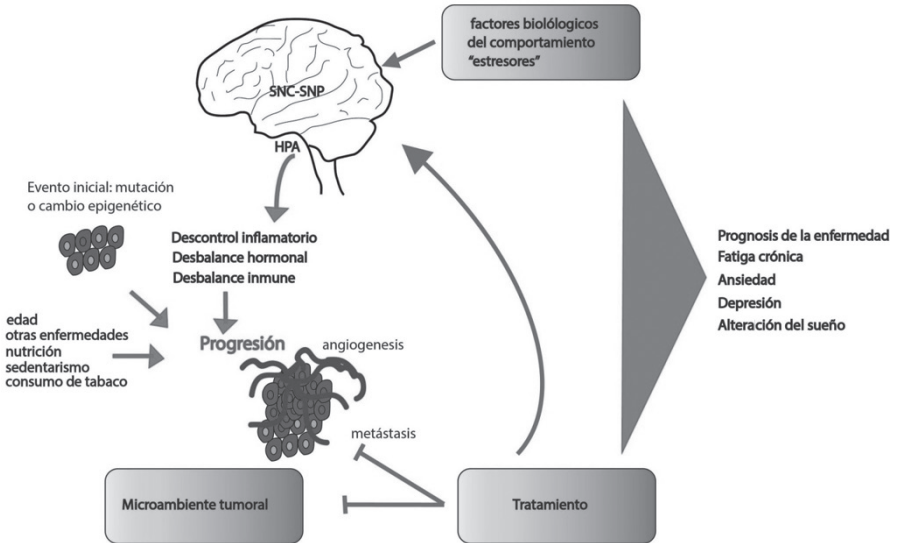 factores biolólogicos
del comportamiento
“estresores”
SNC-SNP
HPA
Evento inicial: mutación
o cambio epigenético
Descontrol inflamatorio
Desbalance hormonal
Desbalance inmune
edad
otras enfermedades
nutrición
sedentarismo
consumo de tabaco
Progresión
angiogenesis
metástasis
Microambiente tumoral
Tratamiento
Prognosis de la enfermedad
Fatiga crónica
Ansiedad
Depresión
Alteración del sueño